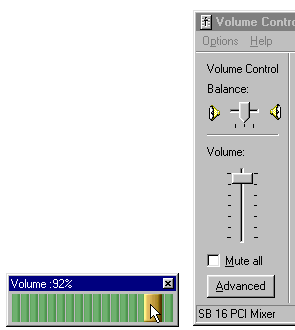 Volume Contro
Options Help
Volume Control
Balance:
Volume:
Mute all
Advanced
SB 16 PCI Mixer
Volume :92%